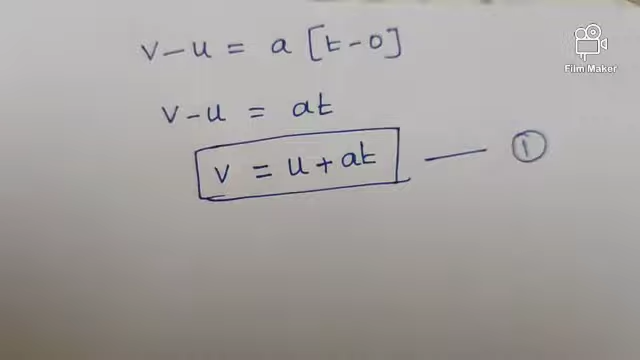 v - u = a [t - 0]
v - u = at
v = u + at — ①
Film Maker